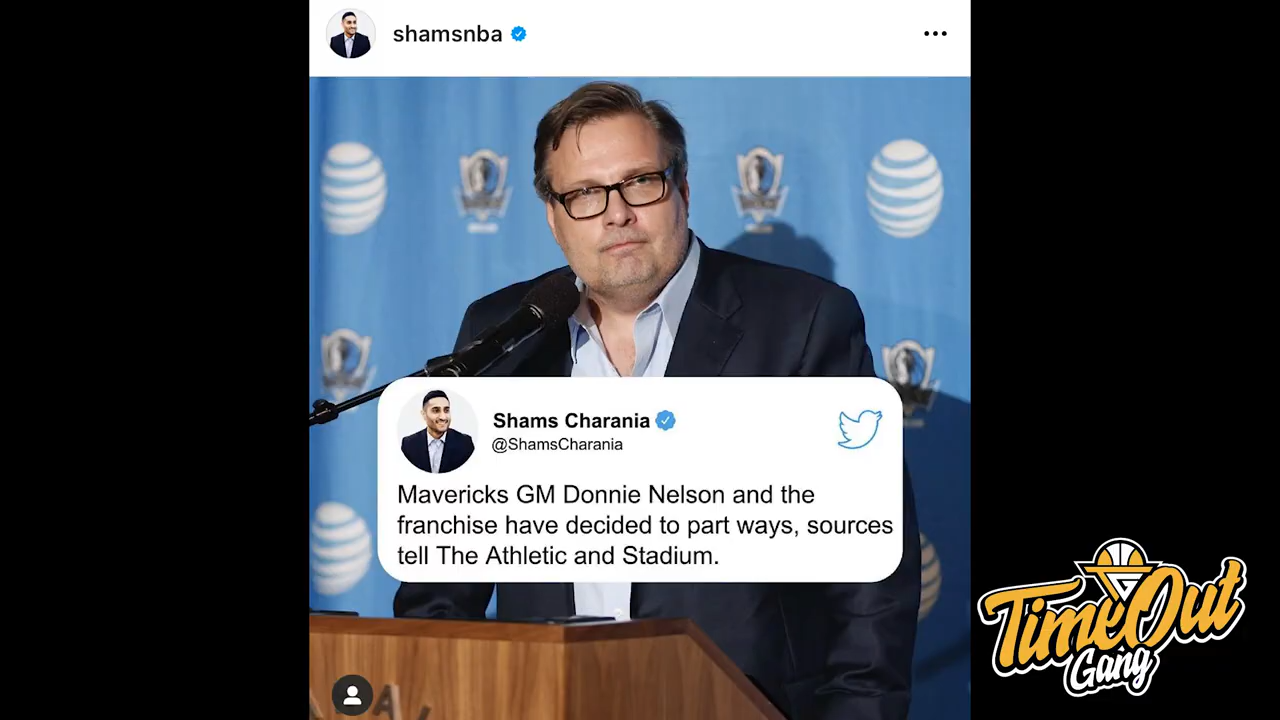 shamsnba
Shams Charania
@ShamsCharania
Mavericks GM Donnie Nelson and the
franchise have decided to part ways, sources
tell The Athletic and Stadium.
TimeOut
Gang